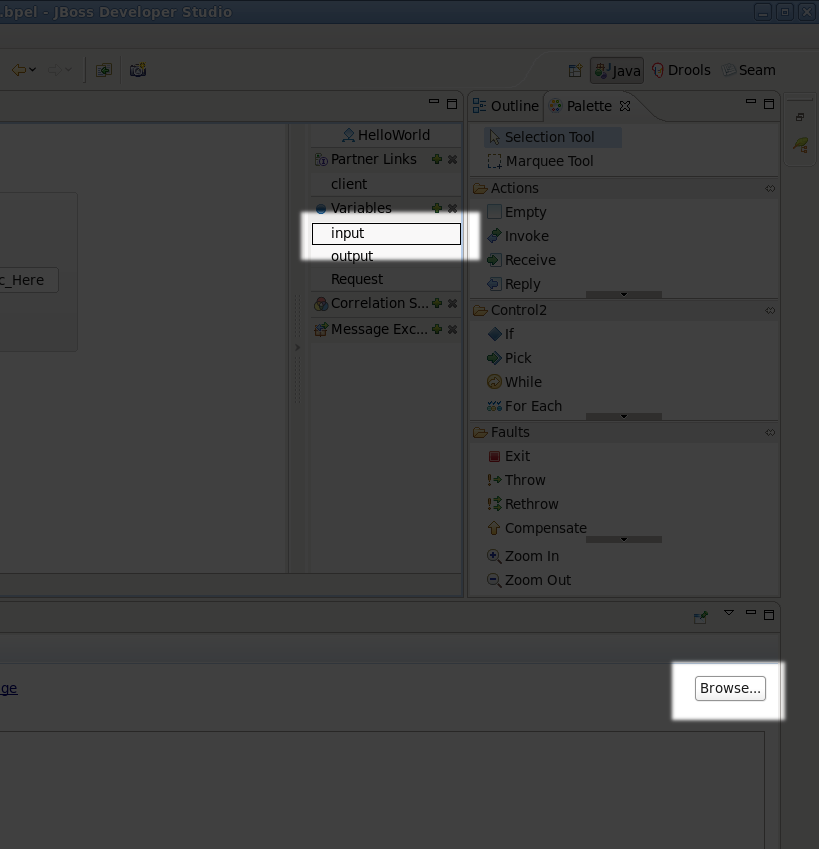 .bpel - JBoss Developer Studio
Java
Drools
Seam
Outline
Palette
HelloWorld
Partner Links
client
Variables
input
output
Request
Correlation S...
Message Exc...
c_Here
Selection Tool
Marquee Tool
Actions
Empty
Invoke
Receive
Reply
Control2
If
Pick
While
For Each
Faults
Exit
Throw
Rethrow
Compensate
Zoom In
Zoom Out
ge
Browse...